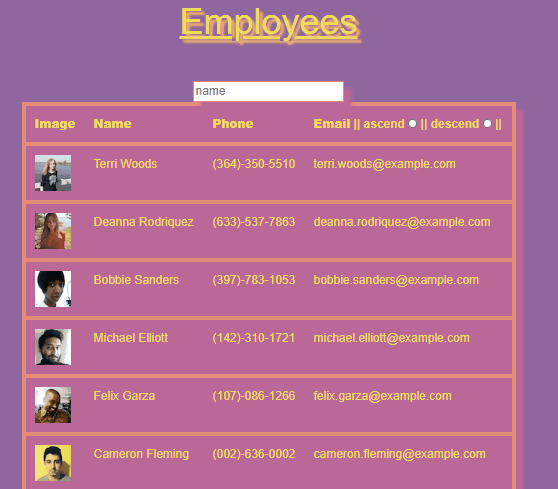 Employees
name
Image Name Phone Email || ascend || descend ||
Terri Woods (364)-350-5510 terri.woods@example.com
Deanna Rodriquez (633)-537-7863 deanna.rodriquez@example.com
Bobbie Sanders (397)-783-1053 bobbie.sanders@example.com
Michael Elliott (142)-310-1721 michael.elliott@example.com
Felix Garza (107)-086-1266 felix.garza@example.com
Cameron Fleming (002)-636-0002 cameron.fleming@example.com